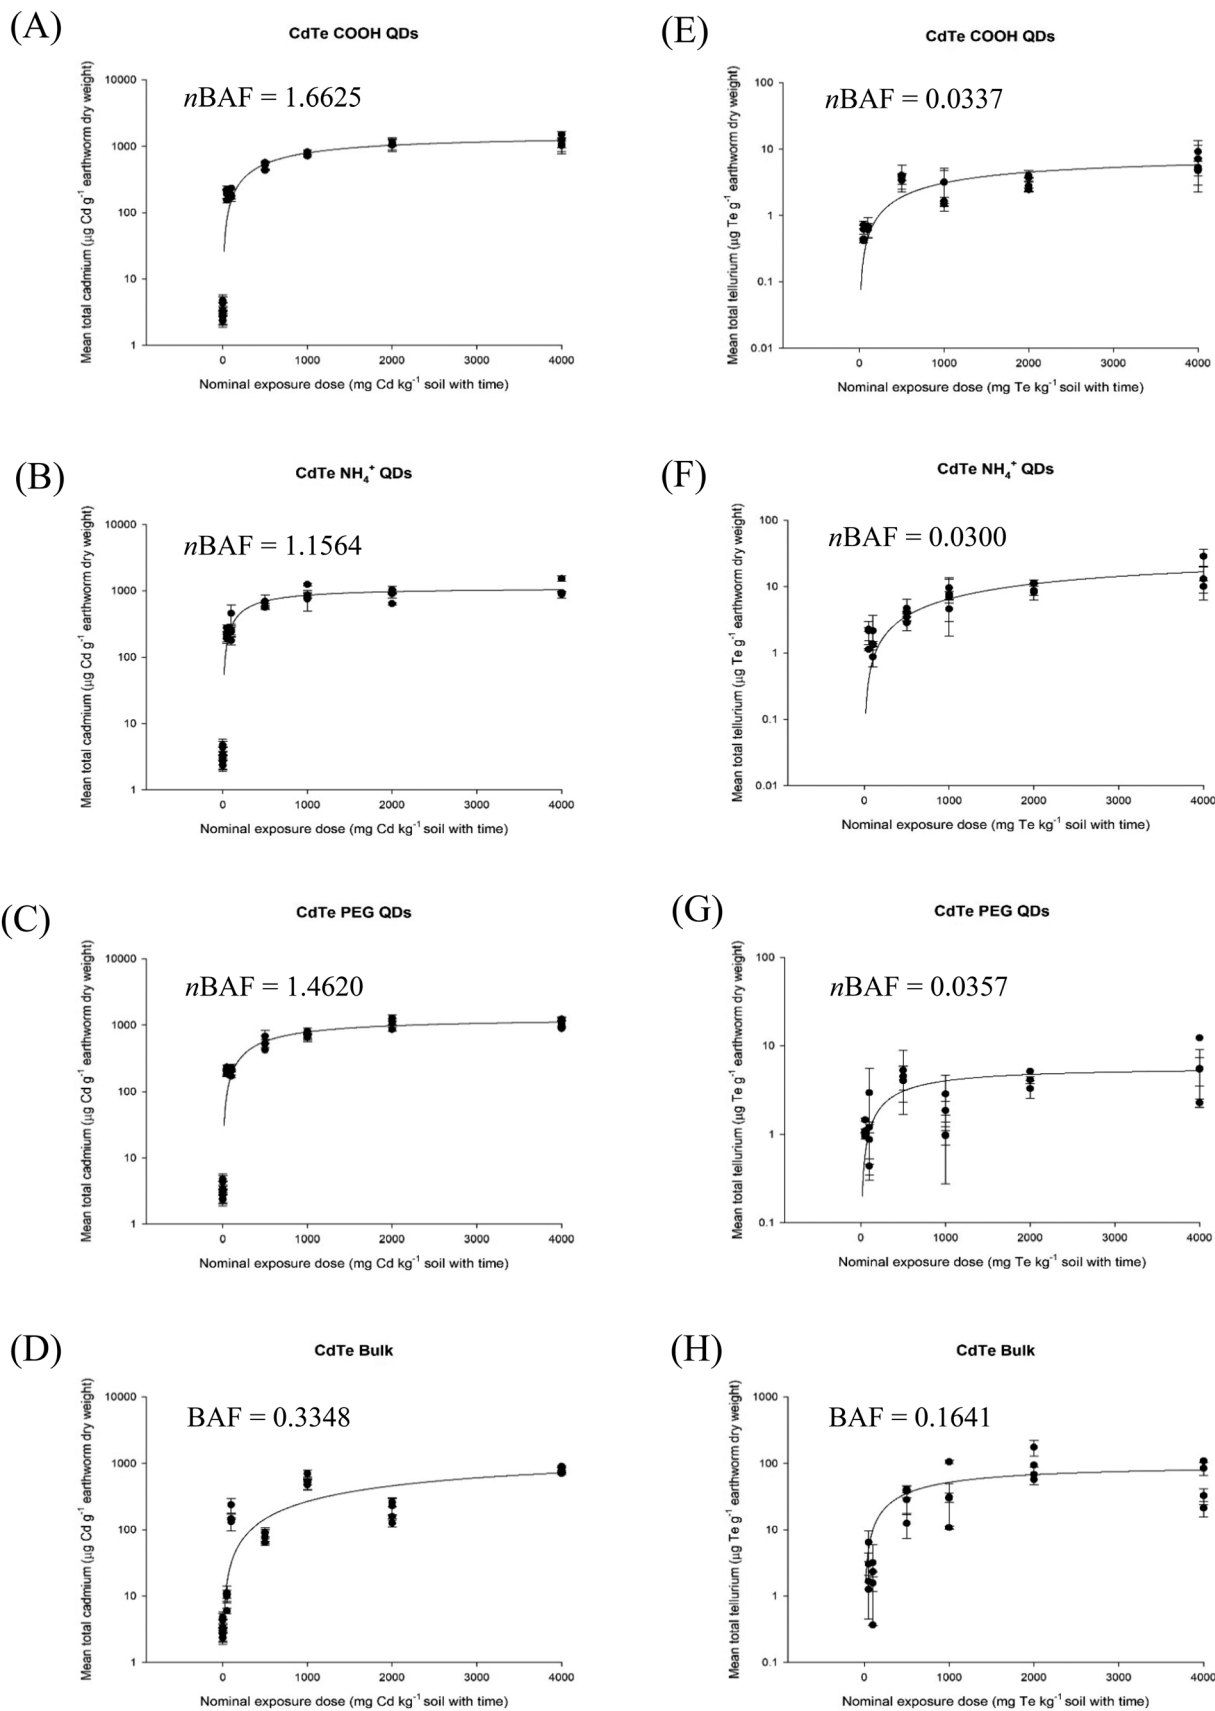 (A)
CdTe COOH QDs
nBAF = 1.6625
Mean total cadmium (µg Cd g⁻¹ earthworm dry weight)
10000
1000
100
10
1
0 1000 2000 3000 4000
Nominal exposure dose (mg Cd kg⁻¹ soil with time)
(E)
CdTe COOH QDs
nBAF = 0.0337
Mean total tellurium (µg Te g⁻¹ earthworm dry weight)
100
10
1
0.1
0.01
0 1000 2000 3000 4000
Nominal exposure dose (mg Te kg⁻¹ soil with time)
(B)
CdTe NH₄⁺ QDs
nBAF = 1.1564
Mean total cadmium (µg Cd g⁻¹ earthworm dry weight)
10000
1000
100
10
1
0 1000 2000 3000 4000
Nominal exposure dose (mg Cd kg⁻¹ soil with time)
(F)
CdTe NH₄⁺ QDs
nBAF = 0.0300
Mean total tellurium (µg Te g⁻¹ earthworm dry weight)
100
10
1
0.1
0.01
0 1000 2000 3000 4000
Nominal exposure dose (mg Te kg⁻¹ soil with time)
(C)
CdTe PEG QDs
nBAF = 1.4620
Mean total cadmium (µg Cd g⁻¹ earthworm dry weight)
10000
1000
100
10
1
0 1000 2000 3000 4000
Nominal exposure dose (mg Cd kg⁻¹ soil with time)
(G)
CdTe PEG QDs
nBAF = 0.0357
Mean total tellurium (µg Te g⁻¹ earthworm dry weight)
100
10
1
0.1
0 1000 2000 3000 4000
Nominal exposure dose (mg Te kg⁻¹ soil with time)
(D)
CdTe Bulk
BAF = 0.3348
Mean total cadmium (µg Cd g⁻¹ earthworm dry weight)
10000
1000
100
10
1
0 1000 2000 3000 4000
Nominal exposure dose (mg Cd kg⁻¹ soil with time)
(H)
CdTe Bulk
BAF = 0.1641
Mean total tellurium (µg Te g⁻¹ earthworm dry weight)
1000
100
10
1
0.1
0 1000 2000 3000 4000
Nominal exposure dose (mg Te kg⁻¹ soil with time)